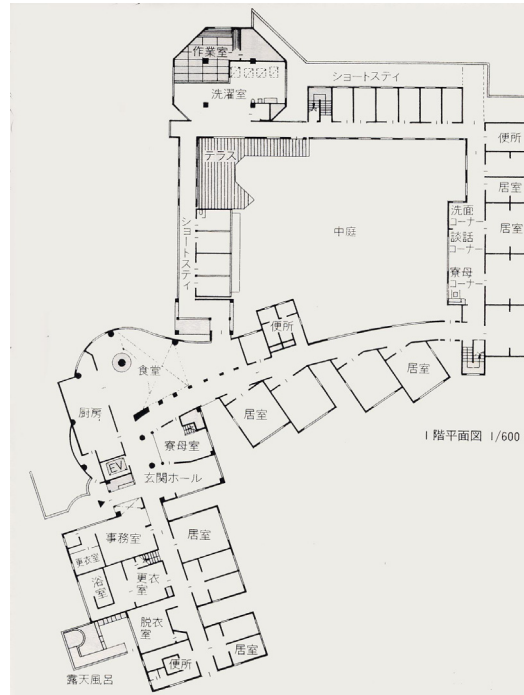 作業室
ショートスティ
洗濯室
便所
テラス
居室
洗面
コーナー
居室
談話
コーナー
中庭
ショートスティ
寮母
コーナー
便所
食堂
居室
厨房
居室
寮母室
1階平面図 1/600
EV
玄関ホール
事務室
居室
更衣室
浴室
更衣室
脱衣室
居室
便所
露天風呂